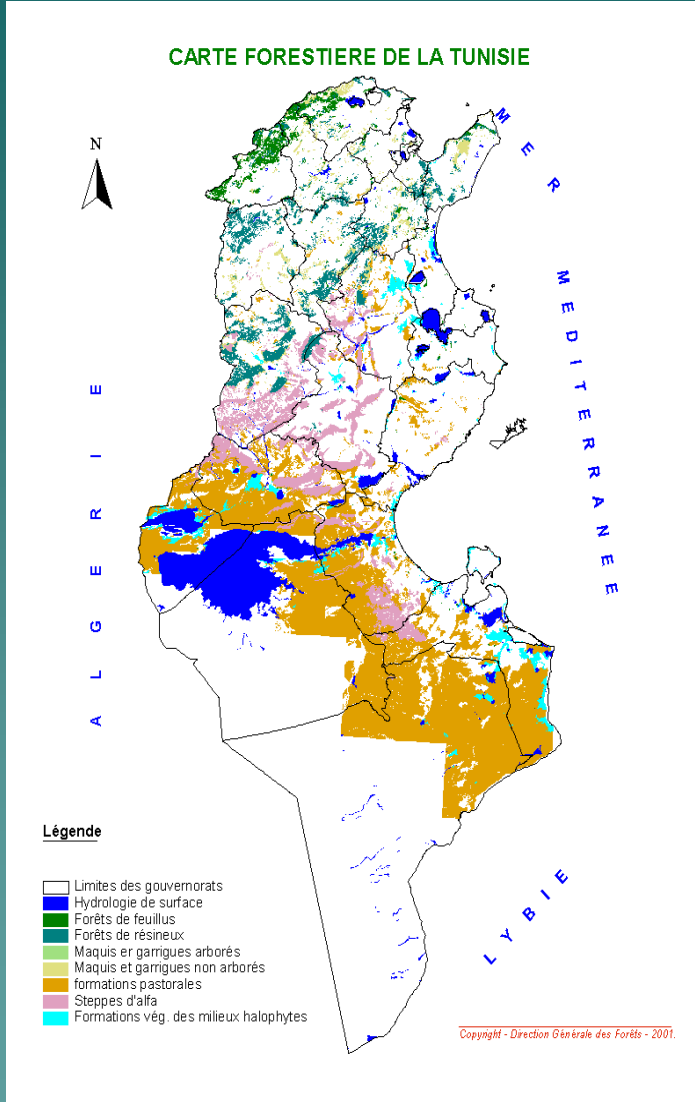 CARTE FORESTIERE DE LA TUNISIE
N
MER MEDITERRANEE
ALGERIE
LYBIE
Légende
Limites des gouvernorats
Hydrologie de surface
Forêts de feuillus
Forêts de résineux
Maquis er garrigues arborés
Maquis et garrigues non arborés
formations pastorales
Steppes d'alfa
Formations vég. des milieux halophytes
Copyright - Direction Générale des Forêts - 2001.